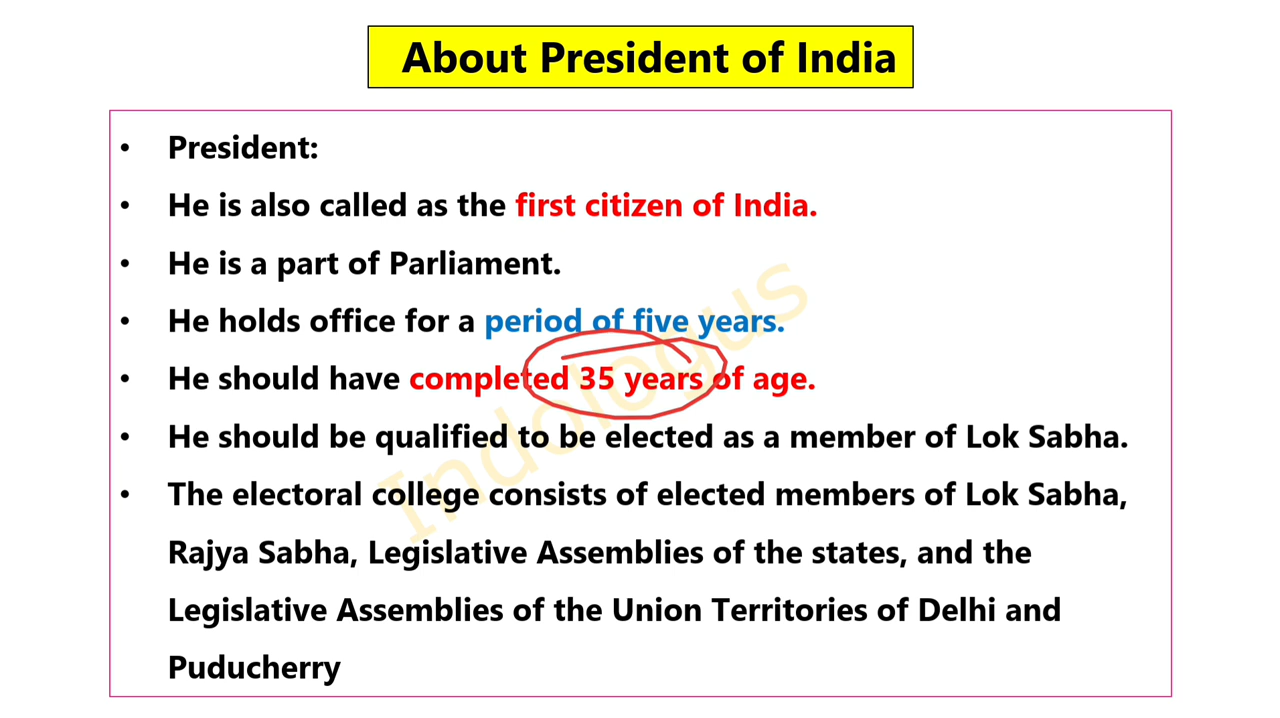 About President of India
• President:
• He is also called as the first citizen of India.
• He is a part of Parliament.
• He holds office for a period of five years.
• He should have completed 35 years of age.
• He should be qualified to be elected as a member of Lok Sabha.
• The electoral college consists of elected members of Lok Sabha,
Rajya Sabha, Legislative Assemblies of the states, and the
Legislative Assemblies of the Union Territories of Delhi and
Puducherry
Indologus